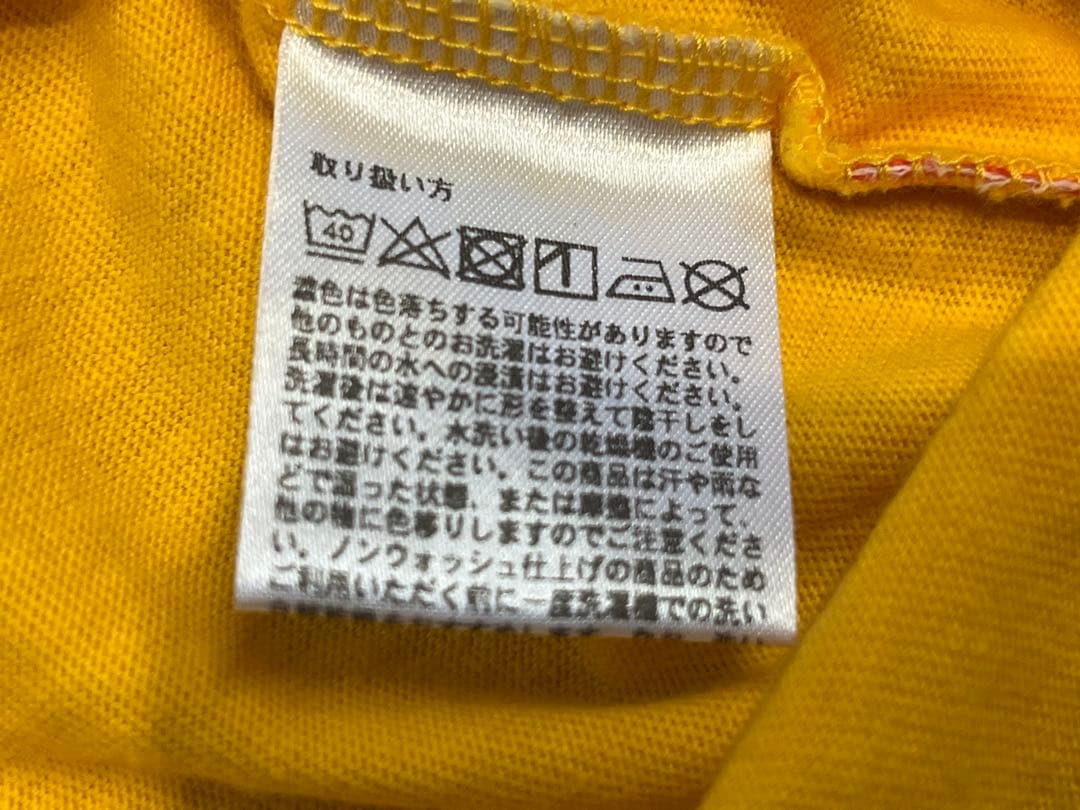 取り扱い方
40
濃色は色落ちする可能性がありますので
他のものとのお洗濯はお避けください。
長時間の水への浸漬はお避けください。
洗濯後は速やかに形を整えて陰干しをし
てください。水洗い後の乾燥機のご使用
はお避けください。この商品は汗や雨な
どで湿った状態、または摩擦によって、
他の物に色移りしますのでご注意くださ
い。ノンウォッシュ仕上げの商品のため
ご利用いただく前に一度洗濯機での洗い